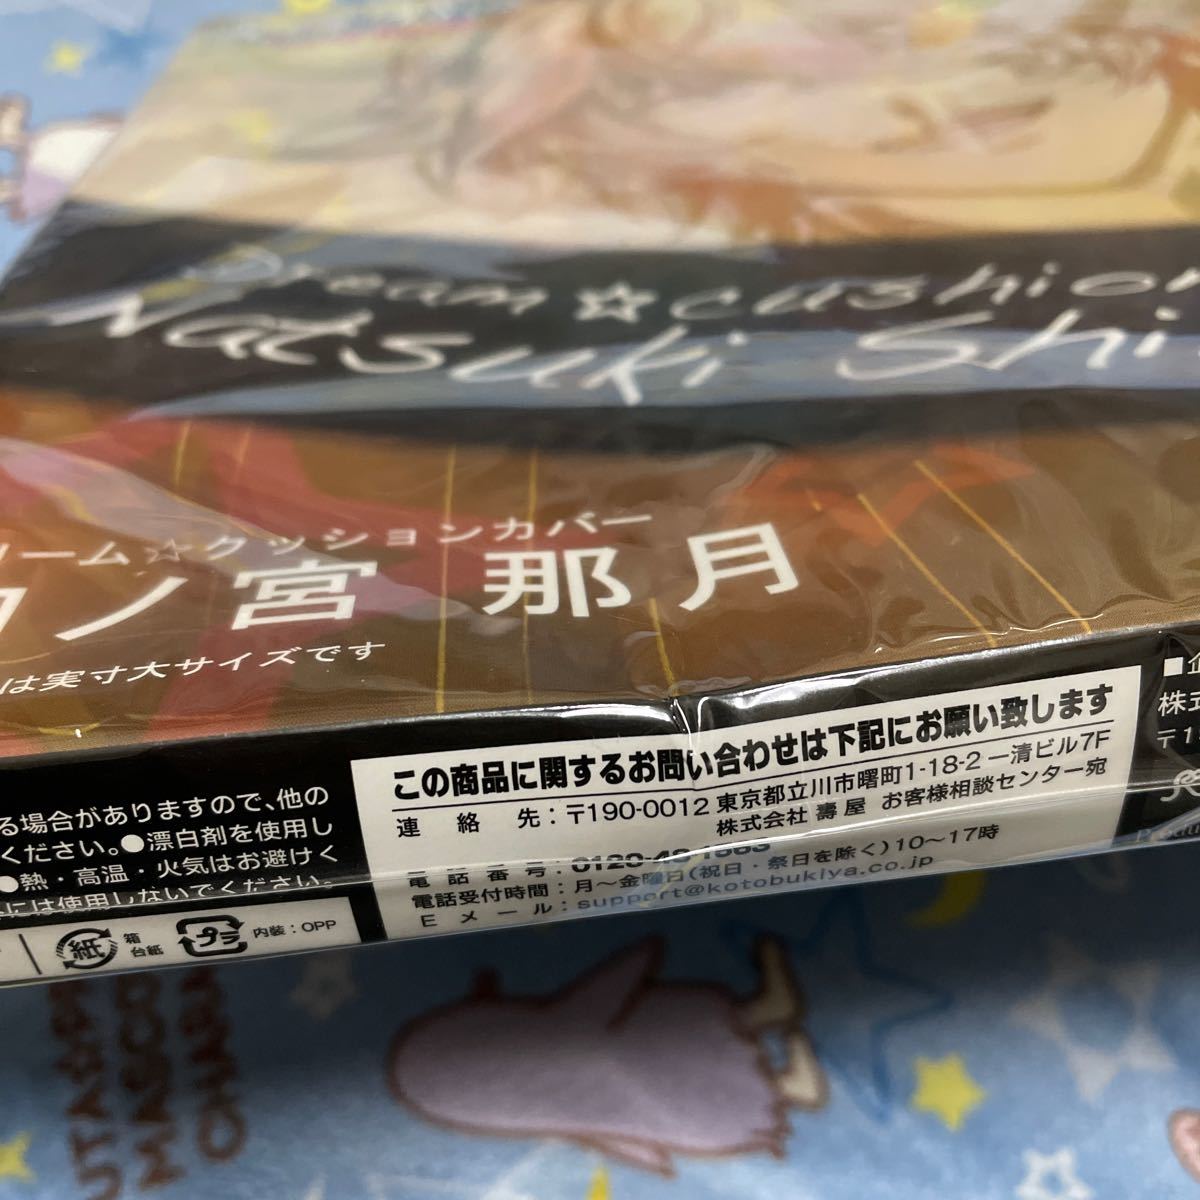 Dream☆cushion
Natsuki Shi
リーム☆クッションカバー
ノ宮 那月
は実寸大サイズです
る場合がありますので、他の
ください。●漂白剤を使用し
●熱・高温・火気はお避けく
には使用しないでください。
紙 箱 台紙 プラ 内装：OPP
この商品に関するお問い合わせは下記にお願い致します
連絡先：〒190-0012 東京都立川市曙町1-18-2 一清ビル7F
株式会社 壽屋 お客様相談センター宛
電話番号：
電話受付時間：月～金曜日(祝日・祭日を除く)10～17時
Eメール：support@kotobukiya.co.jp
■企
株式
〒19